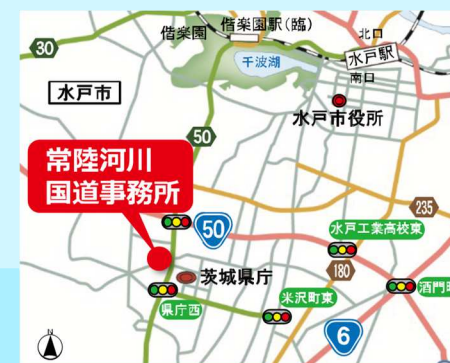 偕楽園
偕楽園駅(臨)
北口
水戸駅
南口
30
千波湖
水戸市
水戸市役所
50
常陸河川
国道事務所
235
水戸工業高校東
50
180
茨城県庁
県庁西
米沢町東
6
N